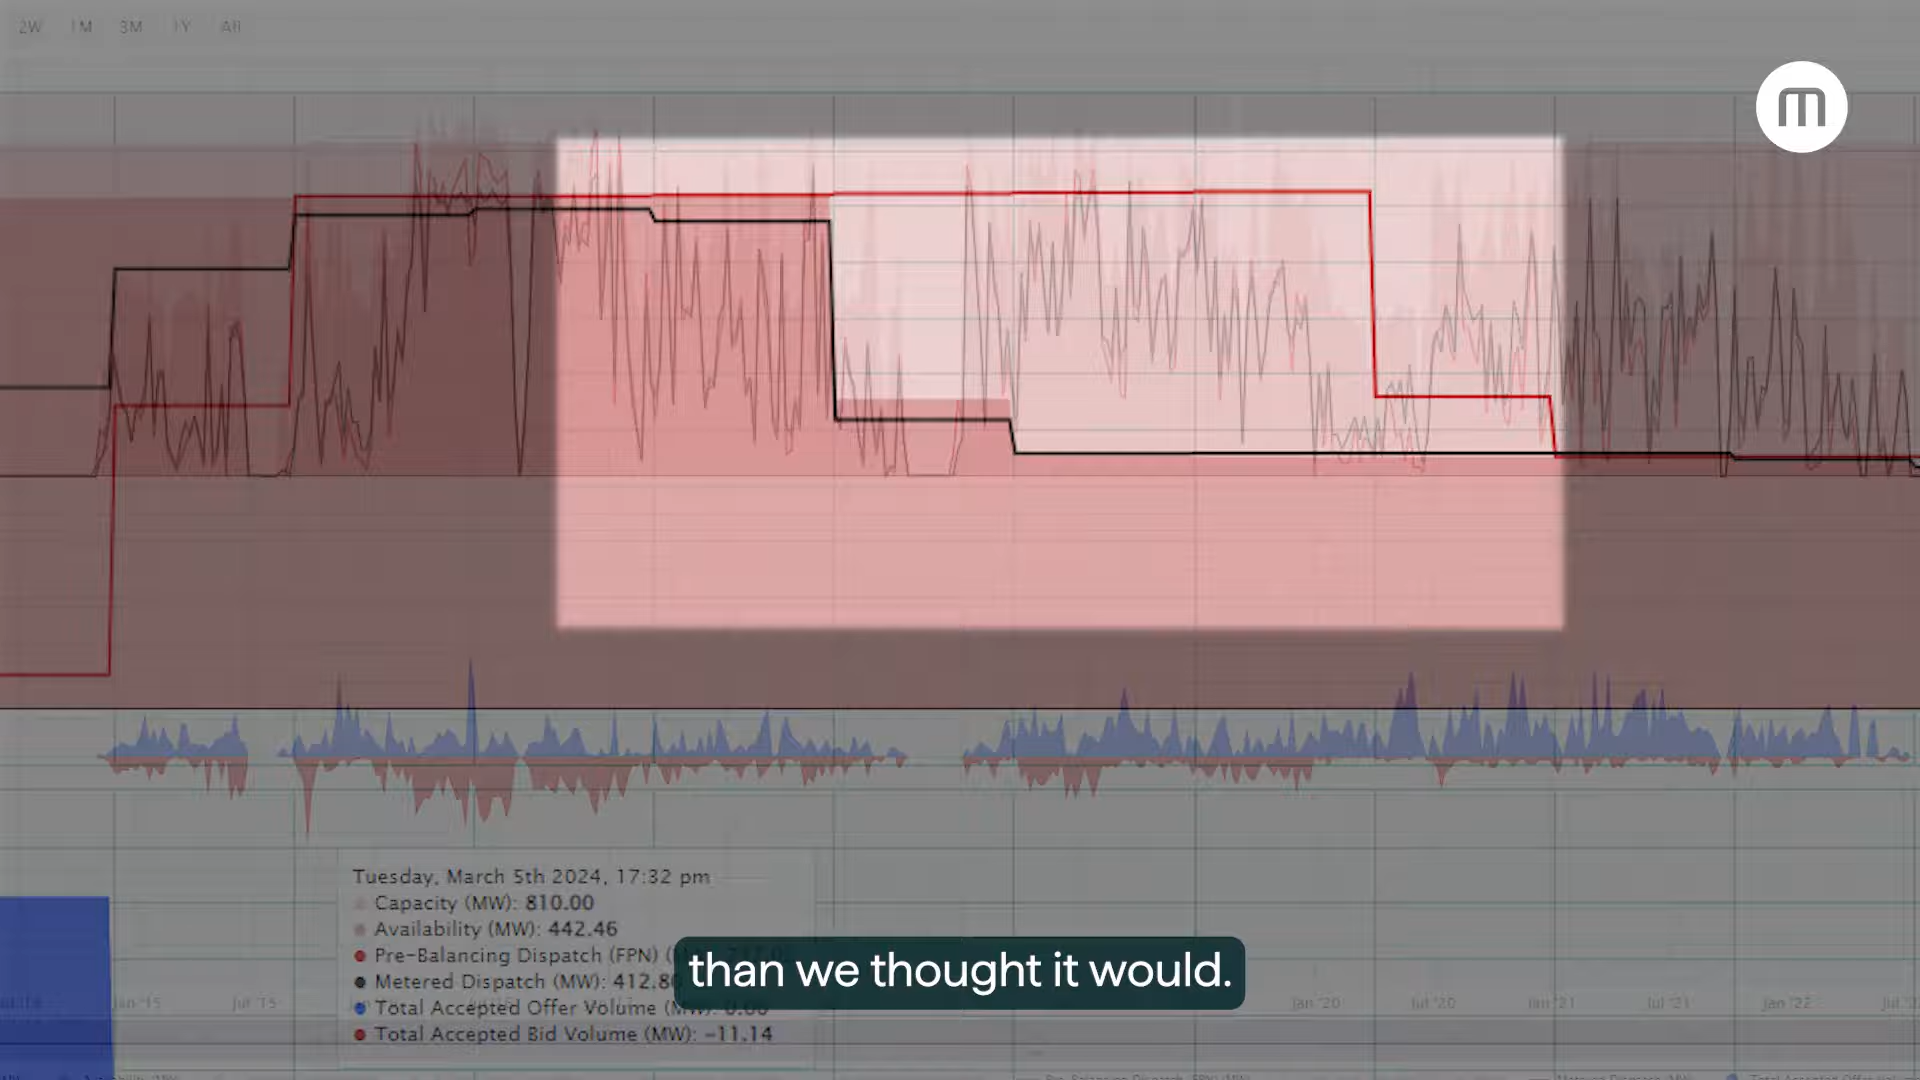 2W 1M 3M 1Y All
m
Tuesday, March 5th 2024, 17:32 pm
Capacity (MW): 810.00
Availability (MW): 442.46
Pre-Balancing Dispatch (FPN)
Metered Dispatch (MW): 412.8
than we thought it would.
Total Accepted Offer Volume (MW): 0.00
Total Accepted Bid Volume (MW): -11.14
Jan '15 Jul '15 Jan '20 Jul '20 Jan '21 Jul '21 Jan '22